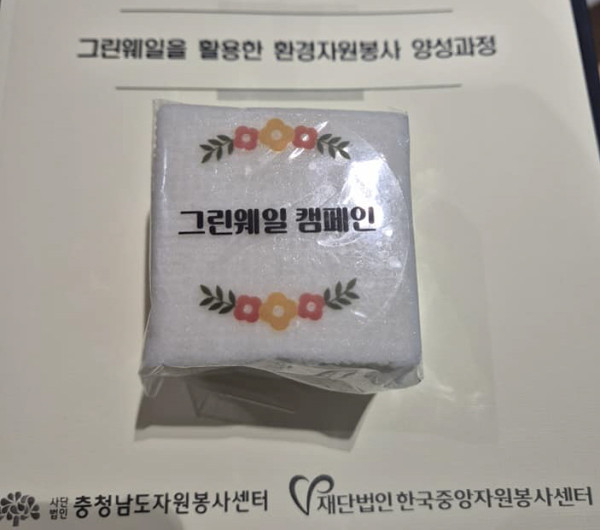 그린웨일을 활용한 환경자원봉사 양성과정
그린웨일 캠페인
사단법인 충청남도자원봉사센터
재단법인 한국중앙자원봉사센터